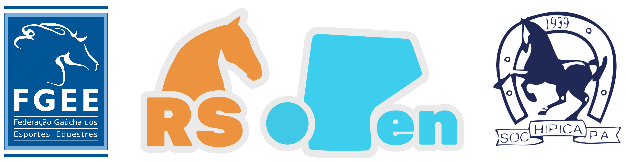 FGEE
Federação Gaúcha dos
Esportes Equestres
RS
en
1939
SOC HIPICA PA